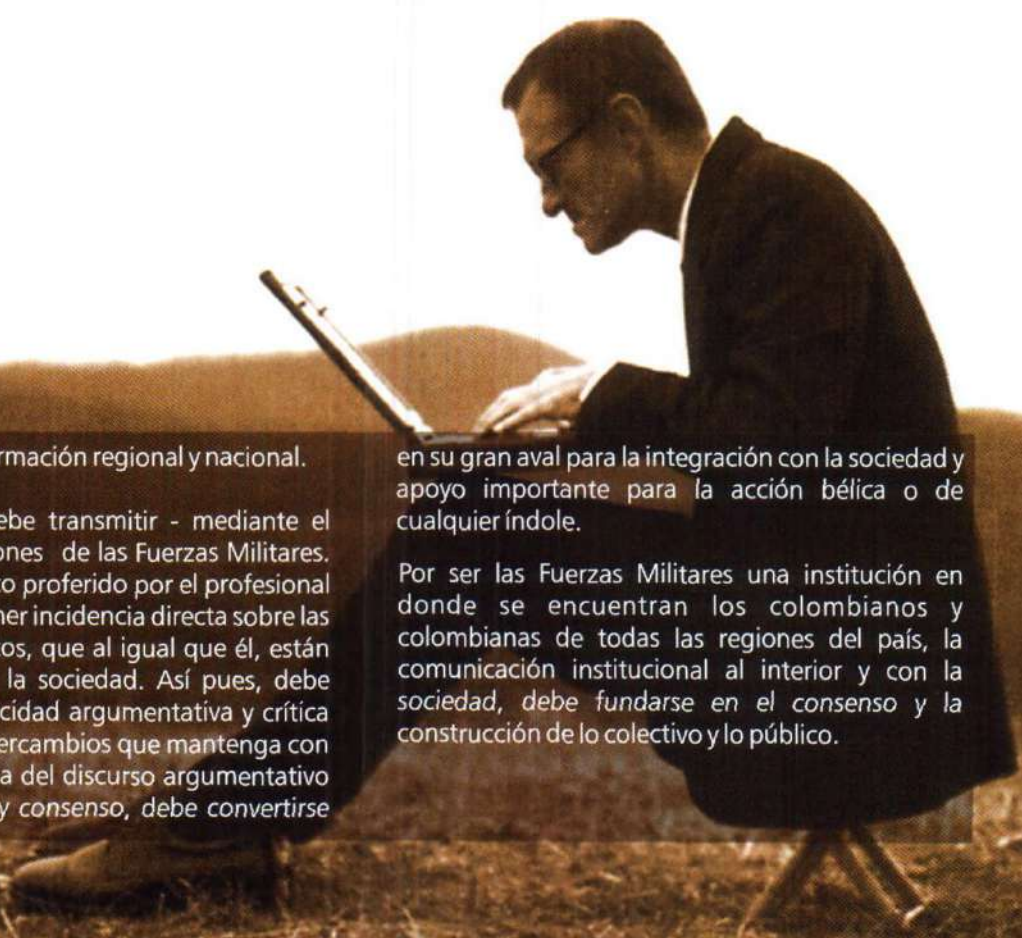 rmación regional y nacional.
ebe transmitir - mediante el
ones de las Fuerzas Militares.
to proferido por el profesional
ner incidencia directa sobre las
tos, que al igual que él, están
la sociedad. Así pues, debe
cidad argumentativa y crítica
tercambios que mantenga con
a del discurso argumentativo
y consenso, debe convertirse
en su gran aval para la integración con la sociedad y
apoyo importante para la acción bélica o de
cualquier índole.
Por ser las Fuerzas Militares una institución en
donde se encuentran los colombianos y
colombianas de todas las regiones del país, la
comunicación institucional al interior y con la
sociedad, debe fundarse en el consenso y la
construcción de lo colectivo y lo público.